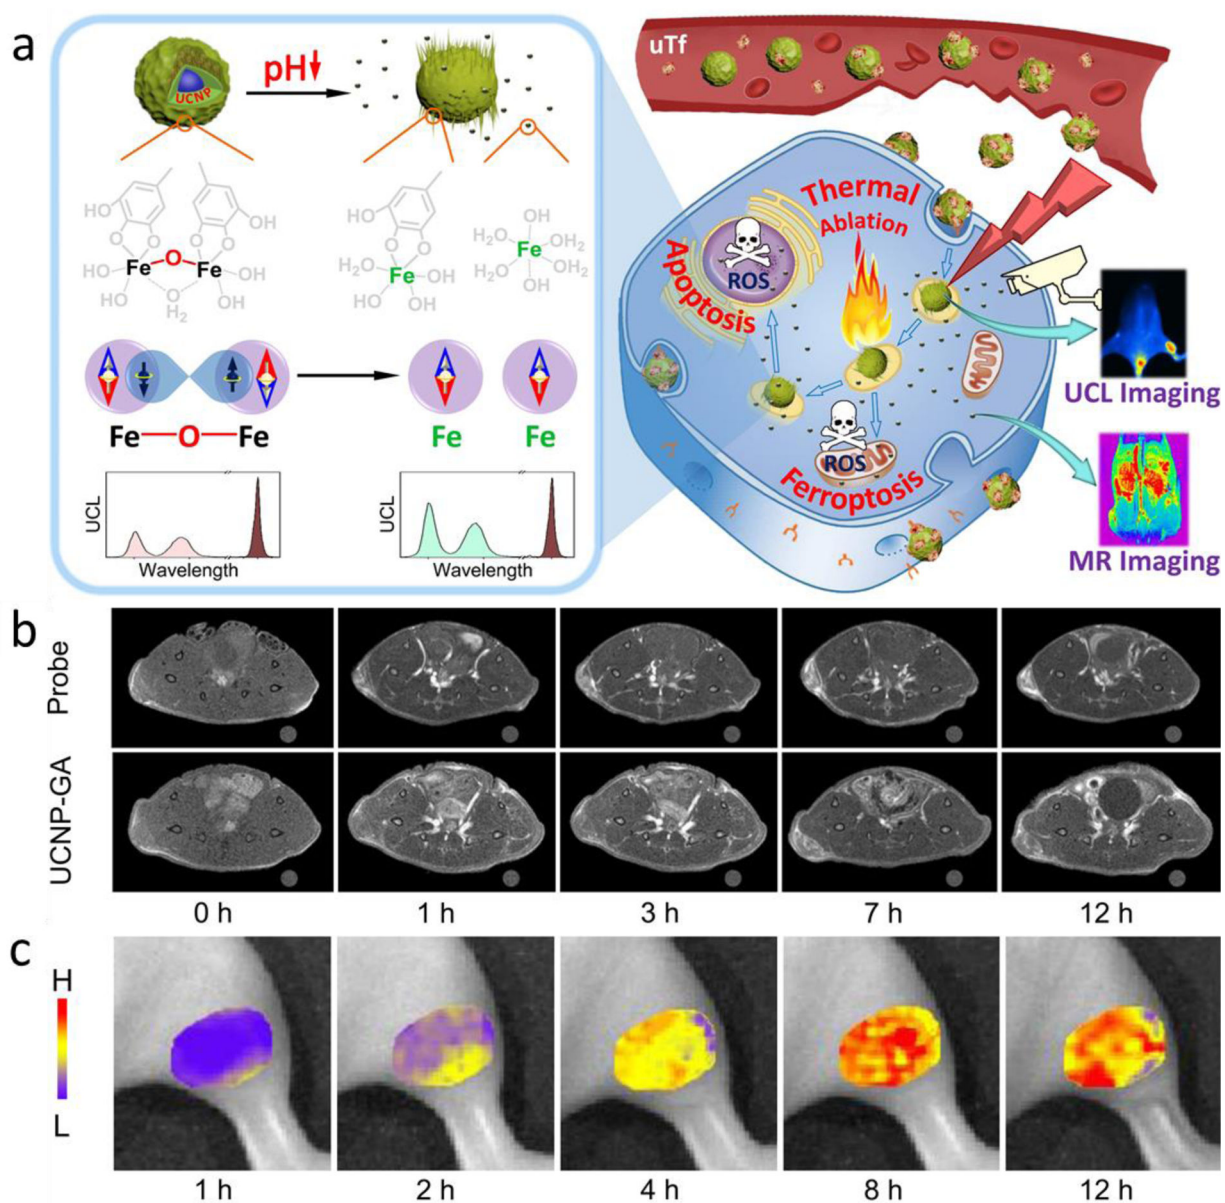 a
UCNP
pH↓
HO
OH
Fe
O
Fe
HO
OH
HO
O
H2
OH
HO
O
O
H2O
Fe
OH
HO
OH
OH
H2O
OH2
Fe
H2O
OH2
OH
Fe—O—Fe
Fe
Fe
UCL
Wavelength
UCL
Wavelength
uTf
Thermal
Ablation
Apoptosis
ROS
ROS
Ferroptosis
UCL Imaging
MR Imaging
b
Probe
UCNP-GA
0 h
1 h
3 h
7 h
12 h
c
H
L
1 h
2 h
4 h
8 h
12 h